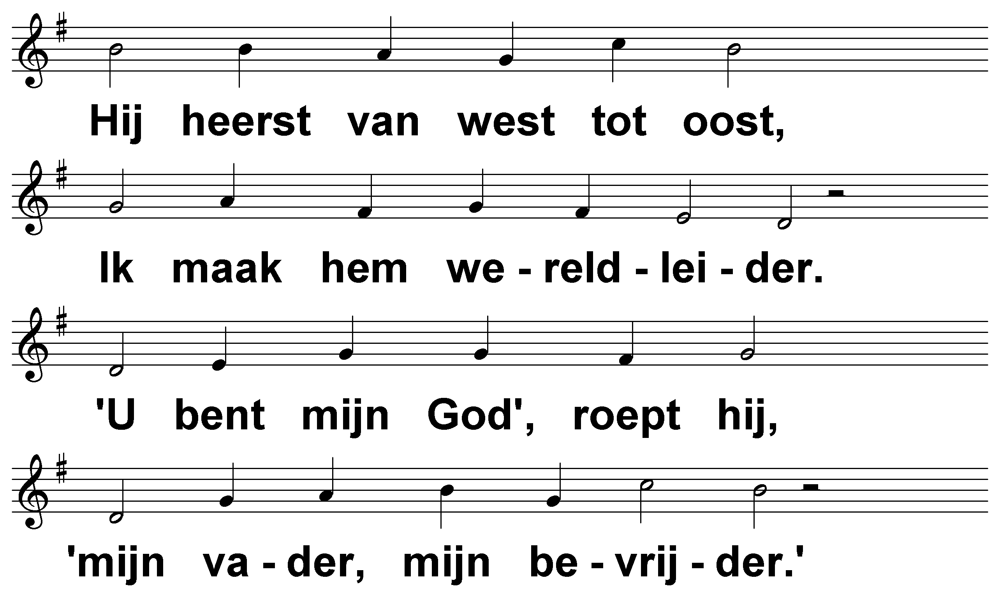 Hij heerst van west tot oost,
Ik maak hem we - reld - lei - der.
'U bent mijn God', roept hij,
'mijn va - der, mijn be - vrij - der.'